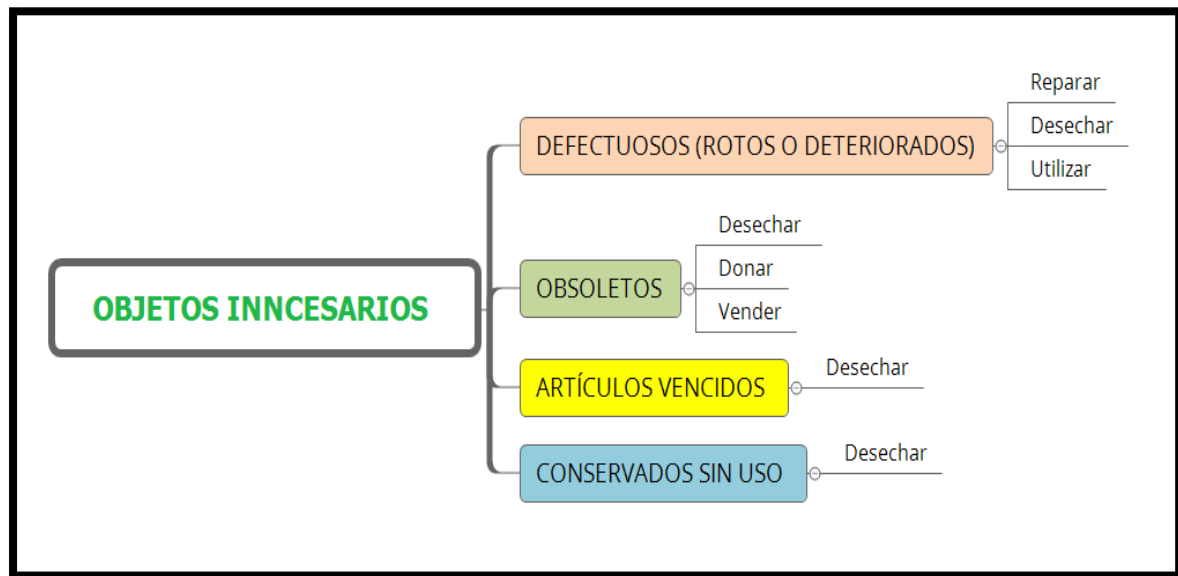 OBJETOS INNCESARIOS
DEFECTUOSOS (ROTOS O DETERIORADOS)
Reparar
Desechar
Utilizar
OBSOLETOS
Desechar
Donar
Vender
ARTÍCULOS VENCIDOS
Desechar
CONSERVADOS SIN USO
Desechar